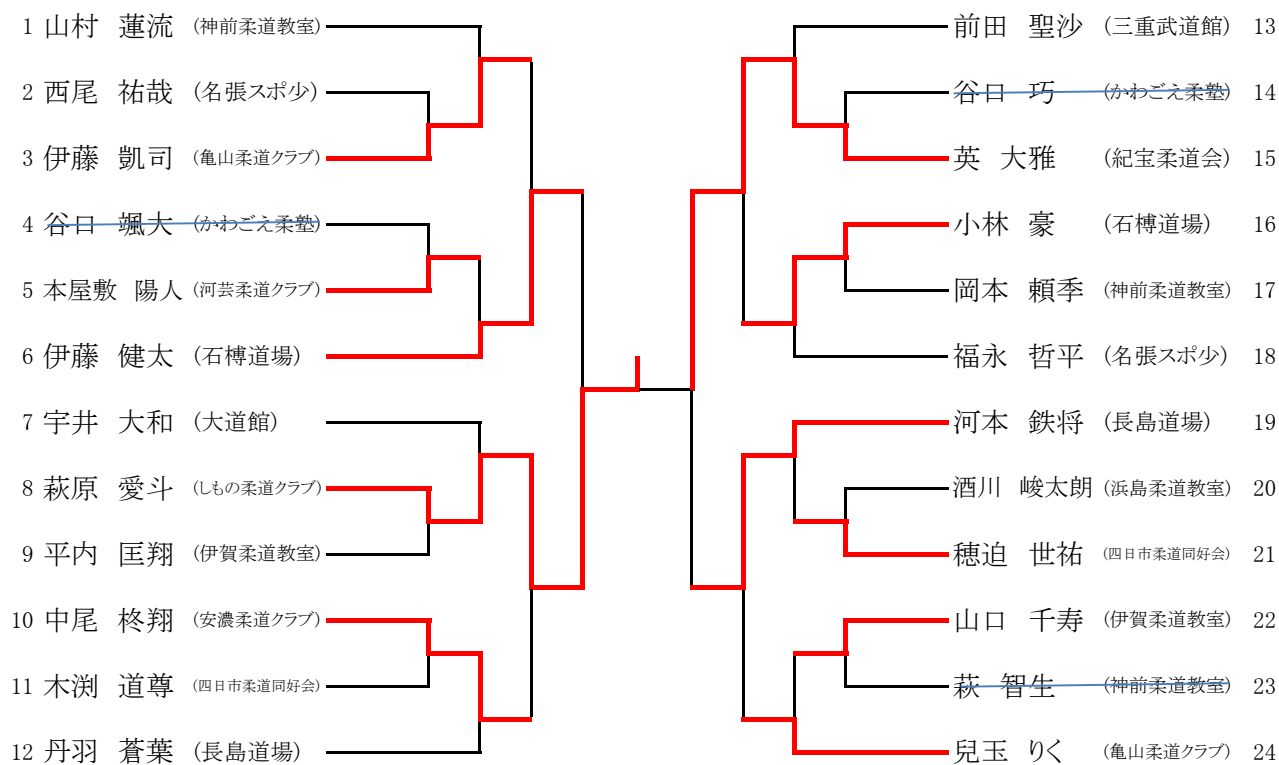 1 山村 蓮流 (神前柔道教室)
2 西尾 祐哉 (名張スポ少)
3 伊藤 凱司 (亀山柔道クラブ)
4 谷口 颯大 (かわごえ柔塾)
5 本屋敷 陽人 (河芸柔道クラブ)
6 伊藤 健太 (石榑道場)
7 宇井 大和 (大道館)
8 萩原 愛斗 (しもの柔道クラブ)
9 平内 匡翔 (伊賀柔道教室)
10 中尾 柊翔 (安濃柔道クラブ)
11 木渕 道尊 (四日市柔道同好会)
12 丹羽 蒼葉 (長島道場)
前田 聖沙 (三重武道館) 13
谷口 巧 (かわごえ柔塾) 14
英 大雅 (紀宝柔道会) 15
小林 豪 (石榑道場) 16
岡本 頼季 (神前柔道教室) 17
福永 哲平 (名張スポ少) 18
河本 鉄将 (長島道場) 19
酒川 峻太朗 (浜島柔道教室) 20
穂迫 世祐 (四日市柔道同好会) 21
山口 千寿 (伊賀柔道教室) 22
萩 智生 (神前柔道教室) 23
兒玉 りく (亀山柔道クラブ) 24